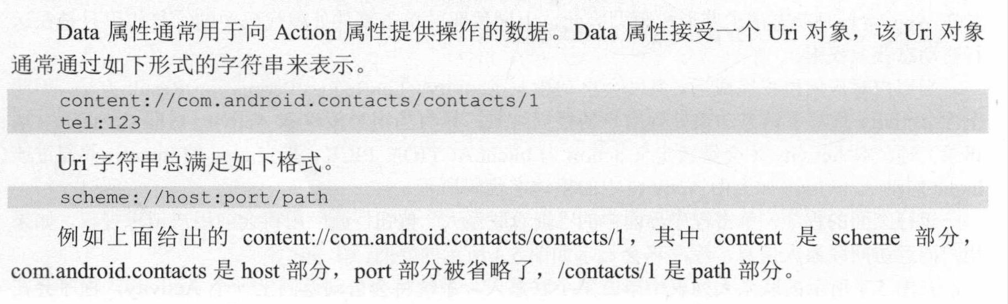 Data 属性通常用于向 Action 属性提供操作的数据。Data 属性接受一个 Uri 对象，该 Uri 对象
通常通过如下形式的字符串来表示。
content://com.android.contacts/contacts/1
tel:123
Uri 字符串总满足如下格式。
scheme://host:port/path
例如上面给出的 content://com.android.contacts/contacts/1，其中 content 是 scheme 部分，
com.android.contacts 是 host 部分，port 部分被省略了，/contacts/1 是 path 部分。